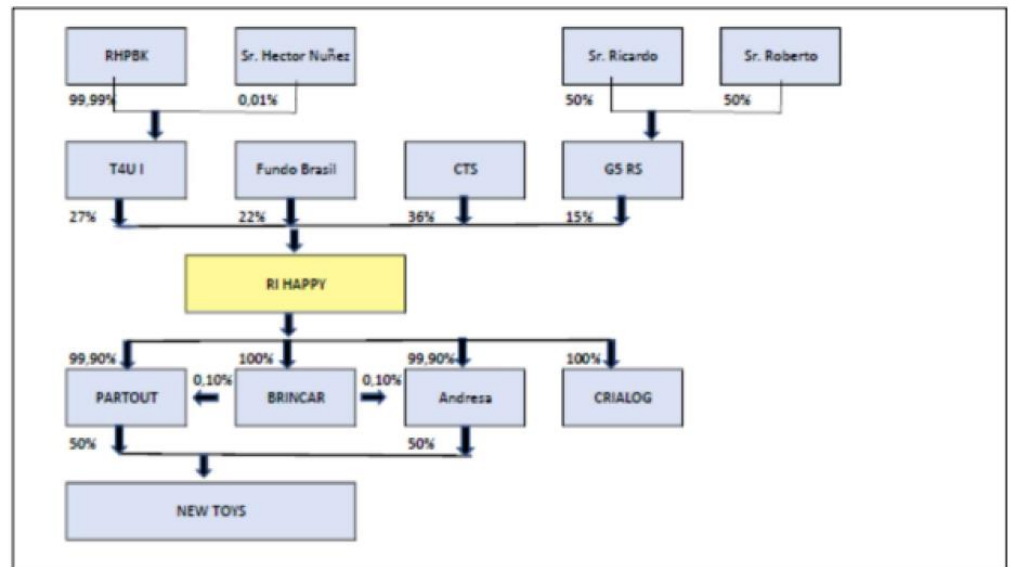 RHPBK
Sr. Hector Nuñez
Sr. Ricardo
Sr. Roberto
99,99%
0,01%
50%
50%
T4U I
Fundo Brasil
CTS
G5 RS
27%
22%
36%
15%
RI HAPPY
99,90%
100%
99,90%
100%
PARTOUT
0,10%
BRINCAR
0,10%
Andresa
CRIALOG
50%
50%
NEW TOYS